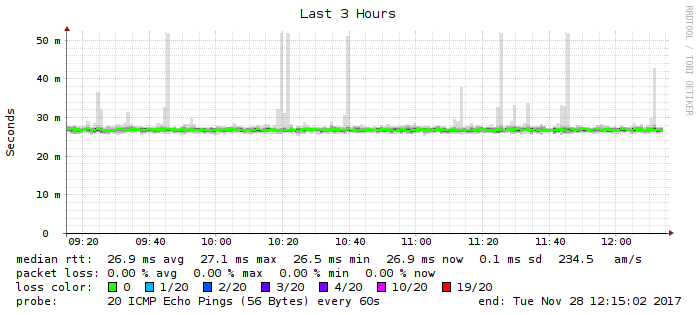 Last 3 Hours
RRDTOOL / TOBI OETIKER
Seconds
50 m
40 m
30 m
20 m
10 m
0
09:20 09:40 10:00 10:20 10:40 11:00 11:20 11:40 12:00
median rtt: 26.9 ms avg 27.1 ms max 26.5 ms min 26.9 ms now 0.1 ms sd 234.5 am/s
packet loss: 0.00 % avg 0.00 % max 0.00 % min 0.00 % now
loss color: 0 1/20 2/20 3/20 4/20 10/20 19/20
probe: 20 ICMP Echo Pings (56 Bytes) every 60s end: Tue Nov 28 12:15:02 2017